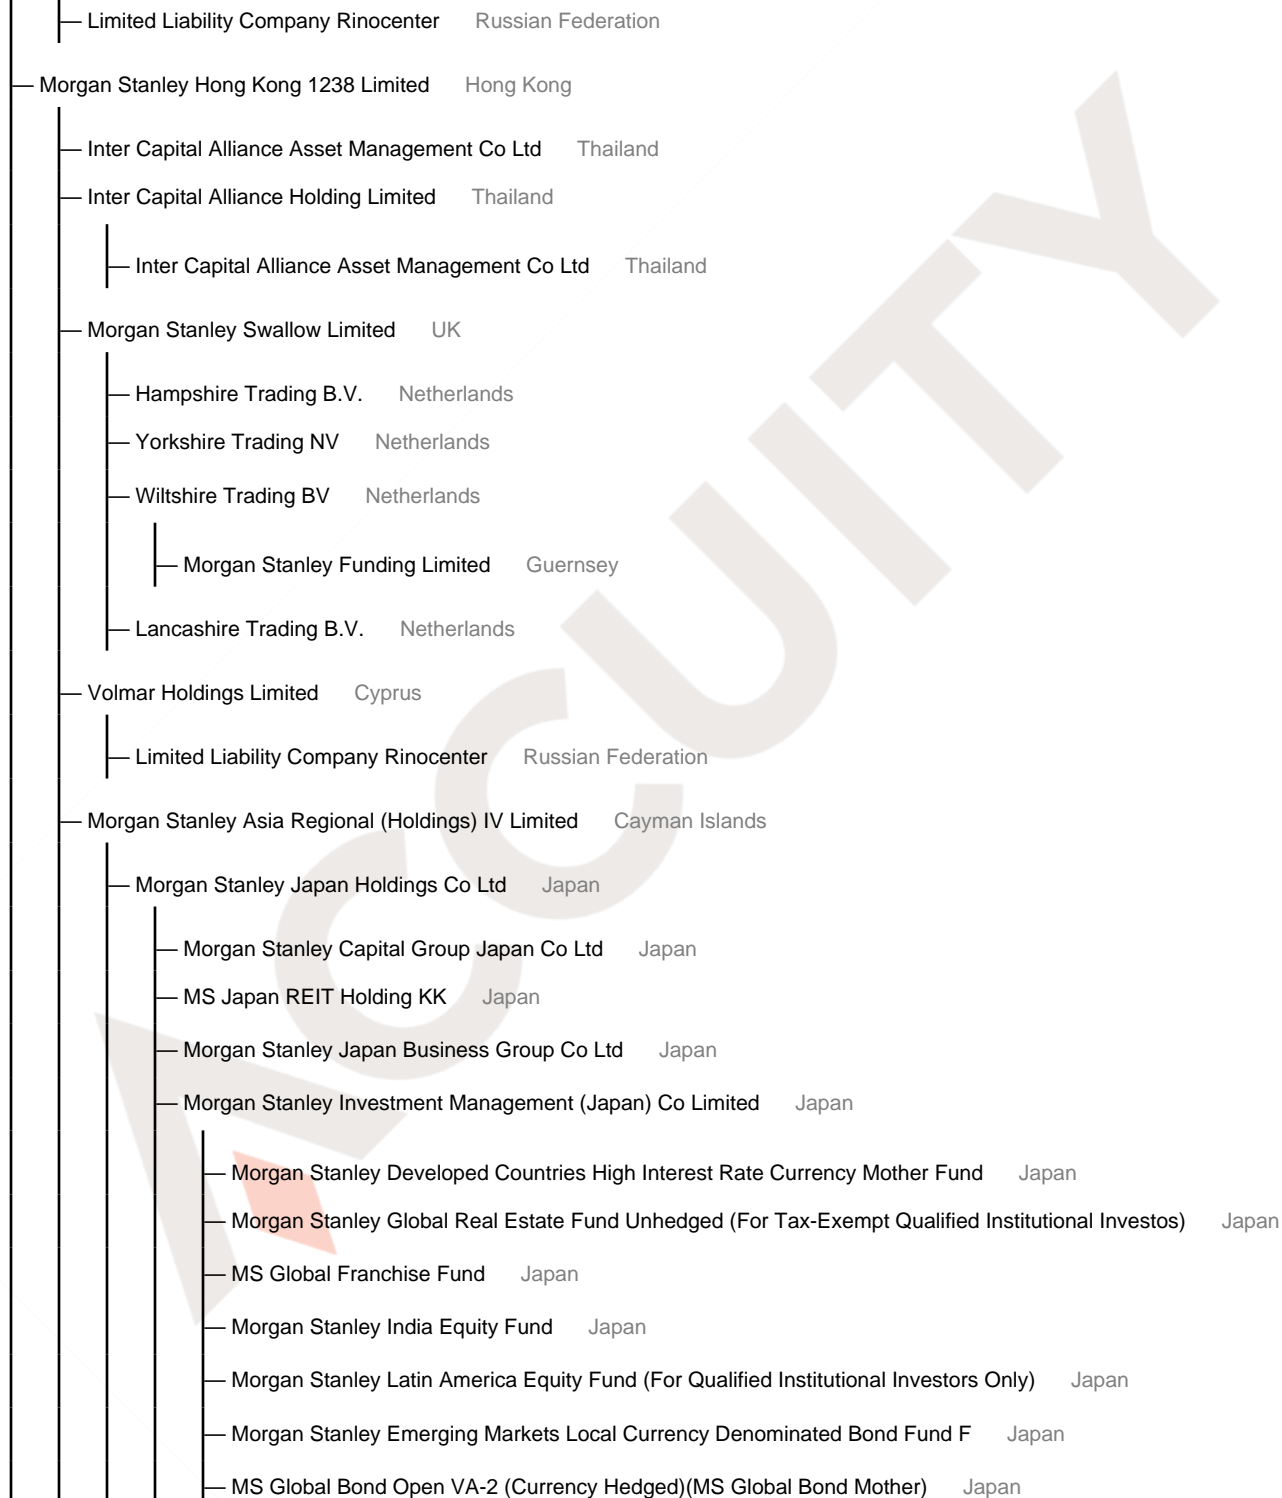 Limited Liability Company Rinocenter Russian Federation
Morgan Stanley Hong Kong 1238 Limited Hong Kong
Inter Capital Alliance Asset Management Co Ltd Thailand
Inter Capital Alliance Holding Limited Thailand
Inter Capital Alliance Asset Management Co Ltd Thailand
Morgan Stanley Swallow Limited UK
Hampshire Trading B.V. Netherlands
Yorkshire Trading NV Netherlands
Wiltshire Trading BV Netherlands
Morgan Stanley Funding Limited Guernsey
Lancashire Trading B.V. Netherlands
Volmar Holdings Limited Cyprus
Limited Liability Company Rinocenter Russian Federation
Morgan Stanley Asia Regional (Holdings) IV Limited Cayman Islands
Morgan Stanley Japan Holdings Co Ltd Japan
Morgan Stanley Capital Group Japan Co Ltd Japan
MS Japan REIT Holding KK Japan
Morgan Stanley Japan Business Group Co Ltd Japan
Morgan Stanley Investment Management (Japan) Co Limited Japan
Morgan Stanley Developed Countries High Interest Rate Currency Mother Fund Japan
Morgan Stanley Global Real Estate Fund Unhedged (For Tax-Exempt Qualified Institutional Investos) Japan
MS Global Franchise Fund Japan
Morgan Stanley India Equity Fund Japan
Morgan Stanley Latin America Equity Fund (For Qualified Institutional Investors Only) Japan
Morgan Stanley Emerging Markets Local Currency Denominated Bond Fund F Japan
MS Global Bond Open VA-2 (Currency Hedged)(MS Global Bond Mother) Japan
ACCUITY